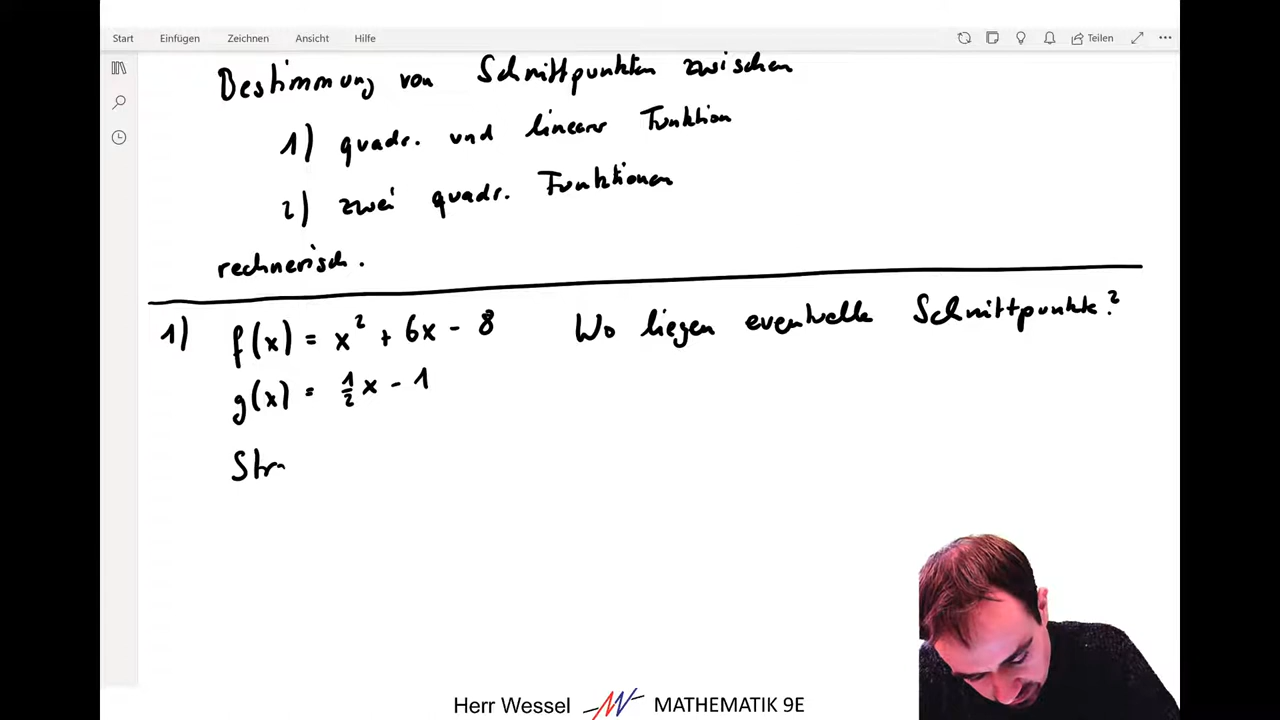 Start Einfügen Zeichnen Ansicht Hilfe Teilen
Bestimmung von Schnittpunkten zwischen
1) quadr. und linearer Funktion
2) zwei quadr. Funktionen
rechnerisch.
1) f(x) = x² + 6x - 8 Wo liegen eventuelle Schnittpunkte?
g(x) = ½x - 1
Str
Herr Wessel MATHEMATIK 9E